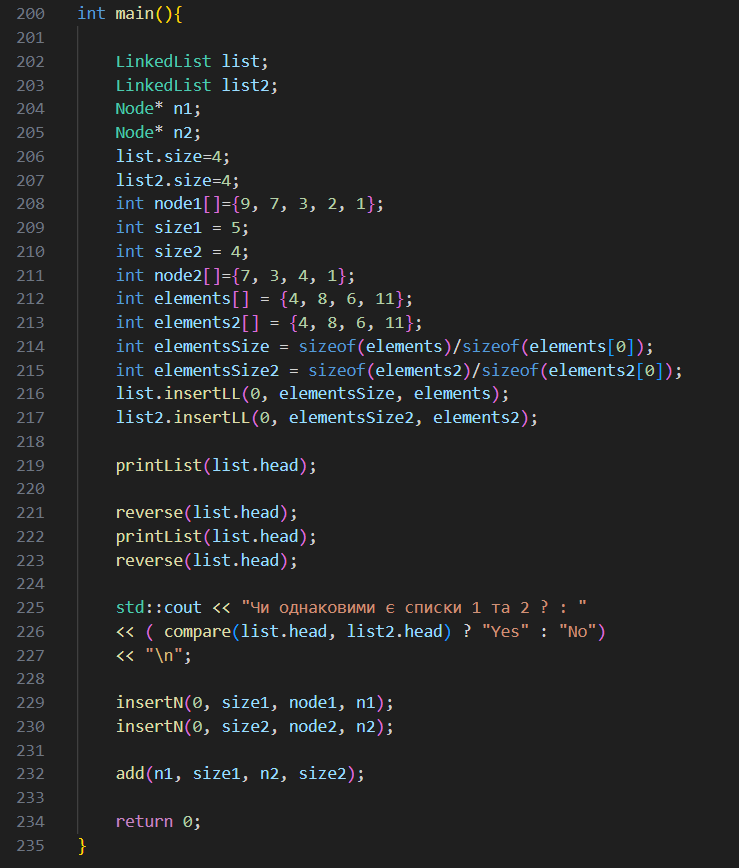 200 int main(){
201
202 LinkedList list;
203 LinkedList list2;
204 Node* n1;
205 Node* n2;
206 list.size=4;
207 list2.size=4;
208 int node1[]={9, 7, 3, 2, 1};
209 int size1 = 5;
210 int size2 = 4;
211 int node2[]={7, 3, 4, 1};
212 int elements[] = {4, 8, 6, 11};
213 int elements2[] = {4, 8, 6, 11};
214 int elementsSize = sizeof(elements)/sizeof(elements[0]);
215 int elementsSize2 = sizeof(elements2)/sizeof(elements2[0]);
216 list.insertLL(0, elementsSize, elements);
217 list2.insertLL(0, elementsSize2, elements2);
218
219 printList(list.head);
220
221 reverse(list.head);
222 printList(list.head);
223 reverse(list.head);
224
225 std::cout << "Чи однаковими є списки 1 та 2 ? : "
226 << ( compare(list.head, list2.head) ? "Yes" : "No")
227 << "\n";
228
229 insertN(0, size1, node1, n1);
230 insertN(0, size2, node2, n2);
231
232 add(n1, size1, n2, size2);
233
234 return 0;
235 }